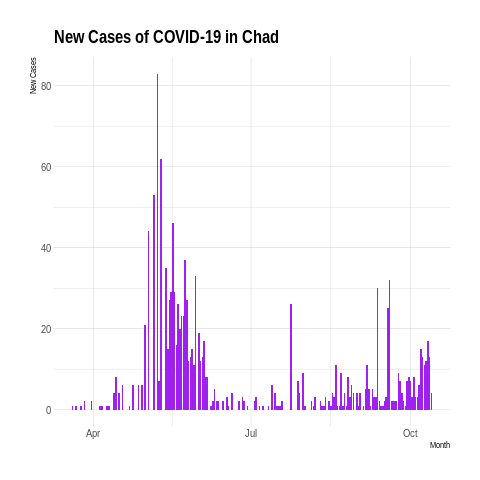 New Cases of COVID-19 in Chad
New Cases
80
60
40
20
0
Apr
Jul
Oct
Month